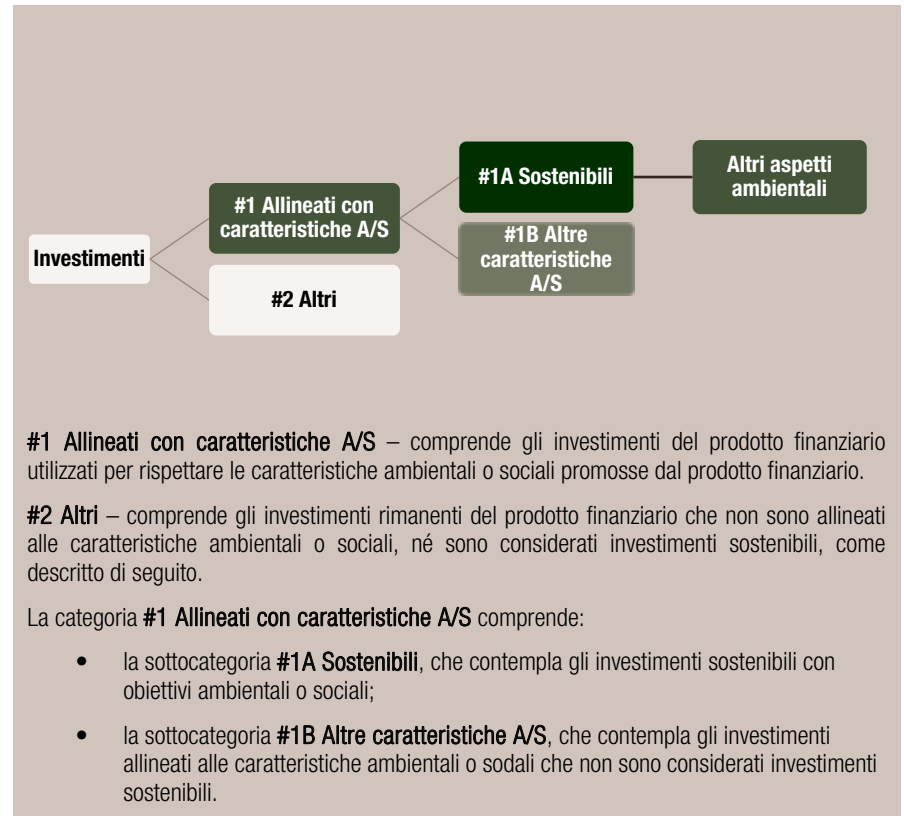 #1A Sostenibili
Altri aspetti
ambientali
#1 Allineati con
caratteristiche A/S
#1B Altre
caratteristiche
A/S
Investimenti
#2 Altri
#1 Allineati con caratteristiche A/S – comprende gli investimenti del prodotto finanziario
utilizzati per rispettare le caratteristiche ambientali o sociali promosse dal prodotto finanziario.
#2 Altri – comprende gli investimenti rimanenti del prodotto finanziario che non sono allineati
alle caratteristiche ambientali o sociali, né sono considerati investimenti sostenibili, come
descritto di seguito.
La categoria #1 Allineati con caratteristiche A/S comprende:
• la sottocategoria #1A Sostenibili, che contempla gli investimenti sostenibili con
obiettivi ambientali o sociali;
• la sottocategoria #1B Altre caratteristiche A/S, che contempla gli investimenti
allineati alle caratteristiche ambientali o sodali che non sono considerati investimenti
sostenibili.